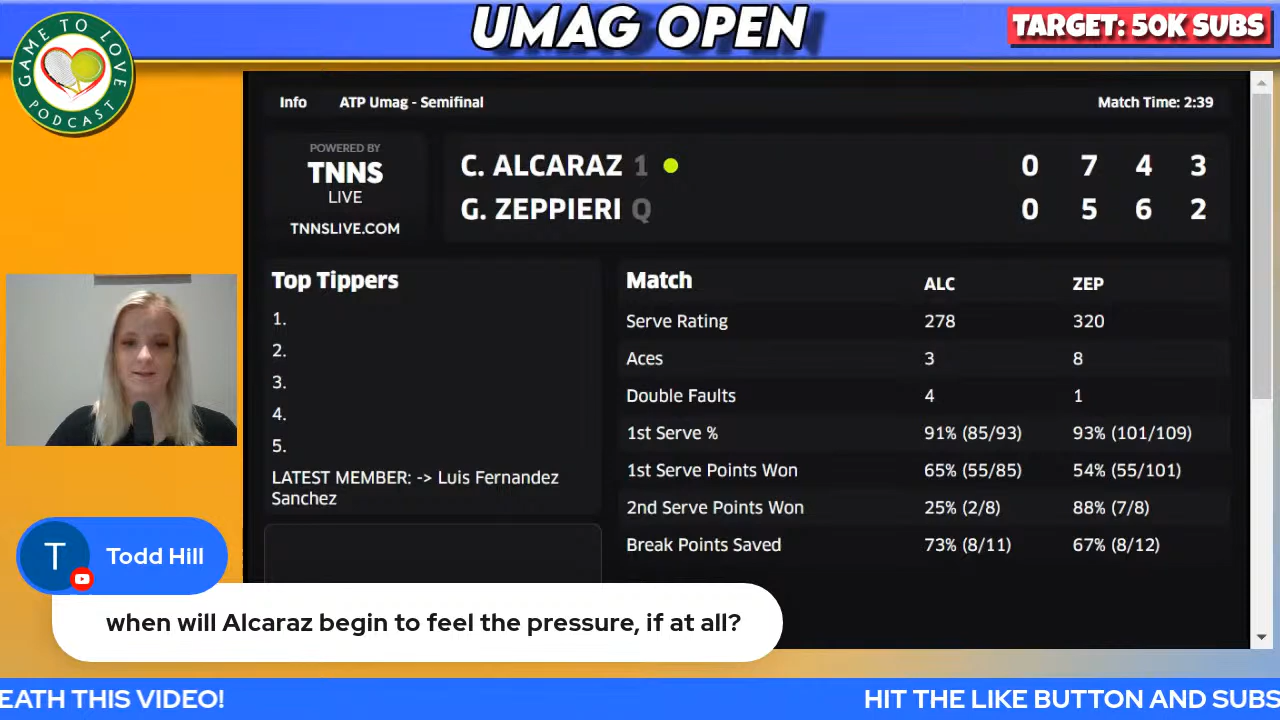 UMAG OPEN
TARGET: 50K SUBS
GAME TO LOVE
PODCAST
Info ATP Umag - Semifinal Match Time: 2:39
POWERED BY
TNNS
LIVE
TNNSLIVE.COM
C. ALCARAZ 1 0 7 4 3
G. ZEPPIERI Q 0 5 6 2
Top Tippers
1.
2.
3.
4.
5.
LATEST MEMBER: -> Luis Fernandez
Sanchez
Match ALC ZEP
Serve Rating 278 320
Aces 3 8
Double Faults 4 1
1st Serve % 91% (85/93) 93% (101/109)
1st Serve Points Won 65% (55/85) 54% (55/101)
2nd Serve Points Won 25% (2/8) 88% (7/8)
Break Points Saved 73% (8/11) 67% (8/12)
T Todd Hill
when will Alcaraz begin to feel the pressure, if at all?
EATH THIS VIDEO! HIT THE LIKE BUTTON AND SUBS